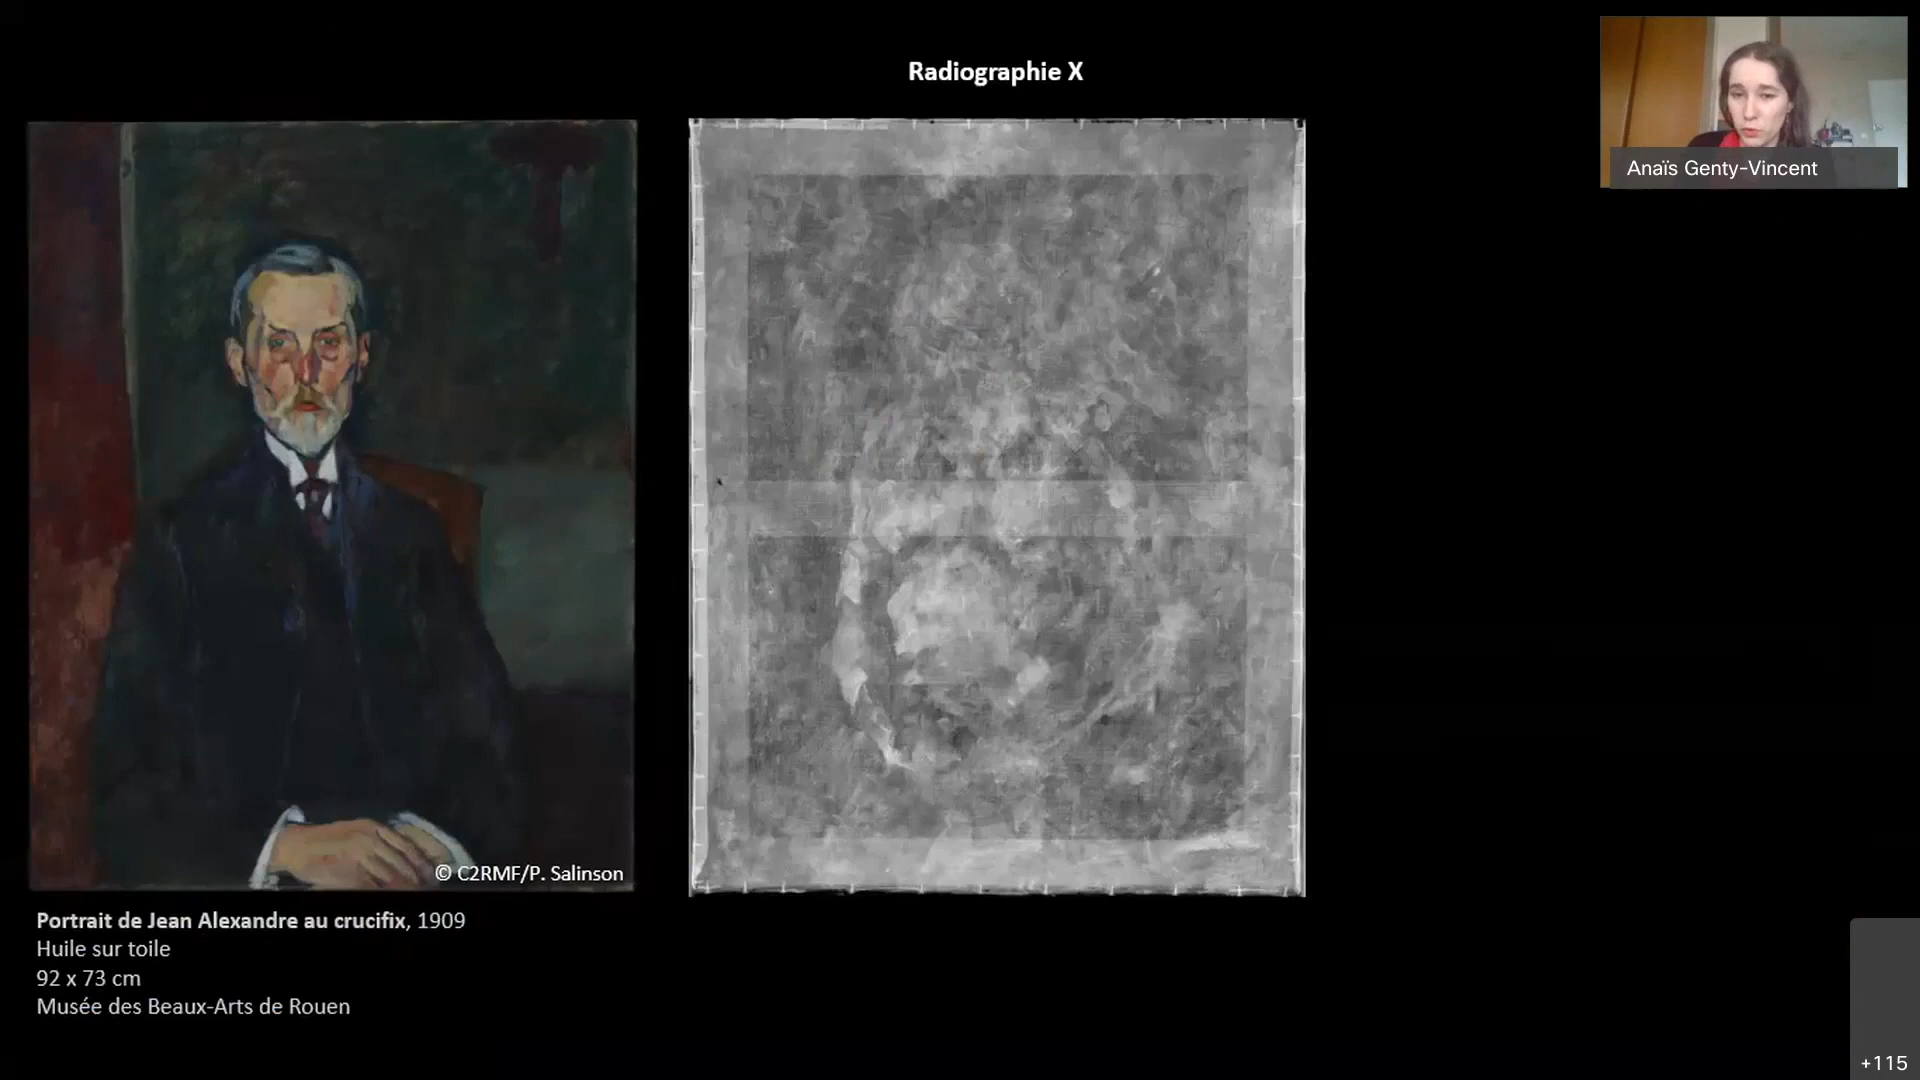 Radiographie X
Anaïs Genty-Vincent
© C2RMF/P. Salinson
Portrait de Jean Alexandre au crucifix, 1909
Huile sur toile
92 x 73 cm
Musée des Beaux-Arts de Rouen
+115